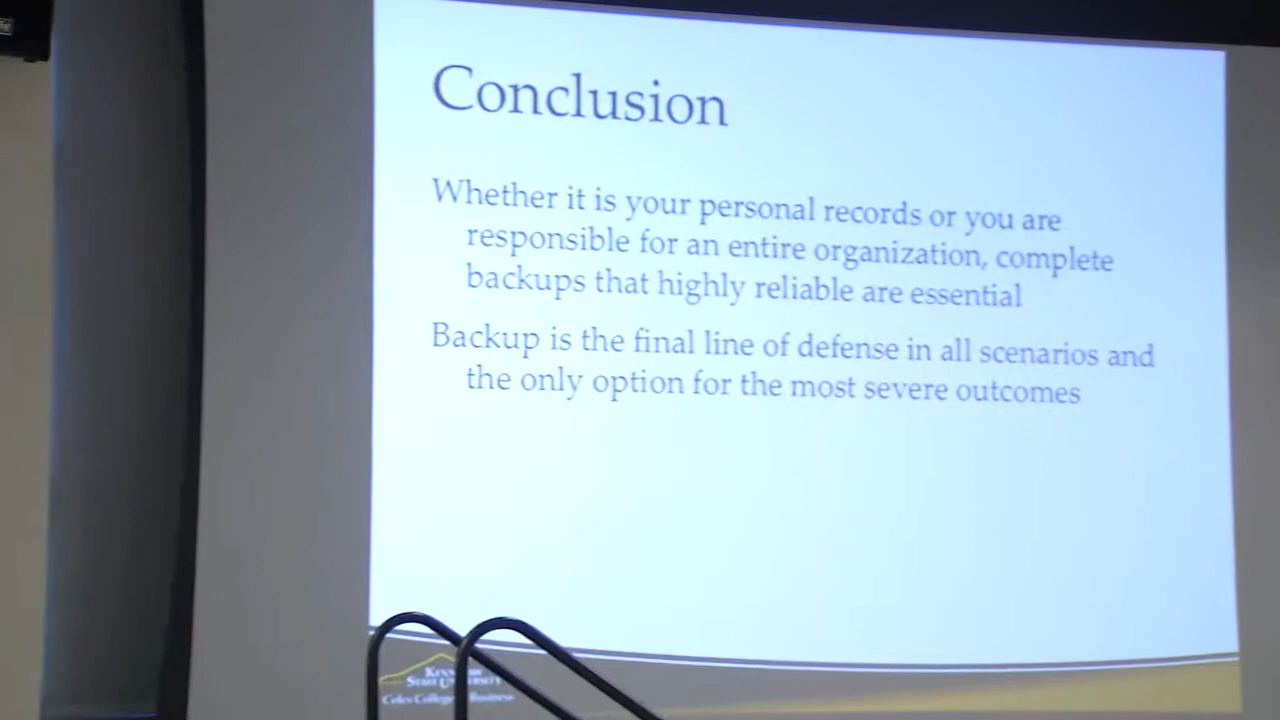 Conclusion
Whether it is your personal records or you are
responsible for an entire organization, complete
backups that highly reliable are essential
Backup is the final line of defense in all scenarios and
the only option for the most severe outcomes
State University
Coles College Business